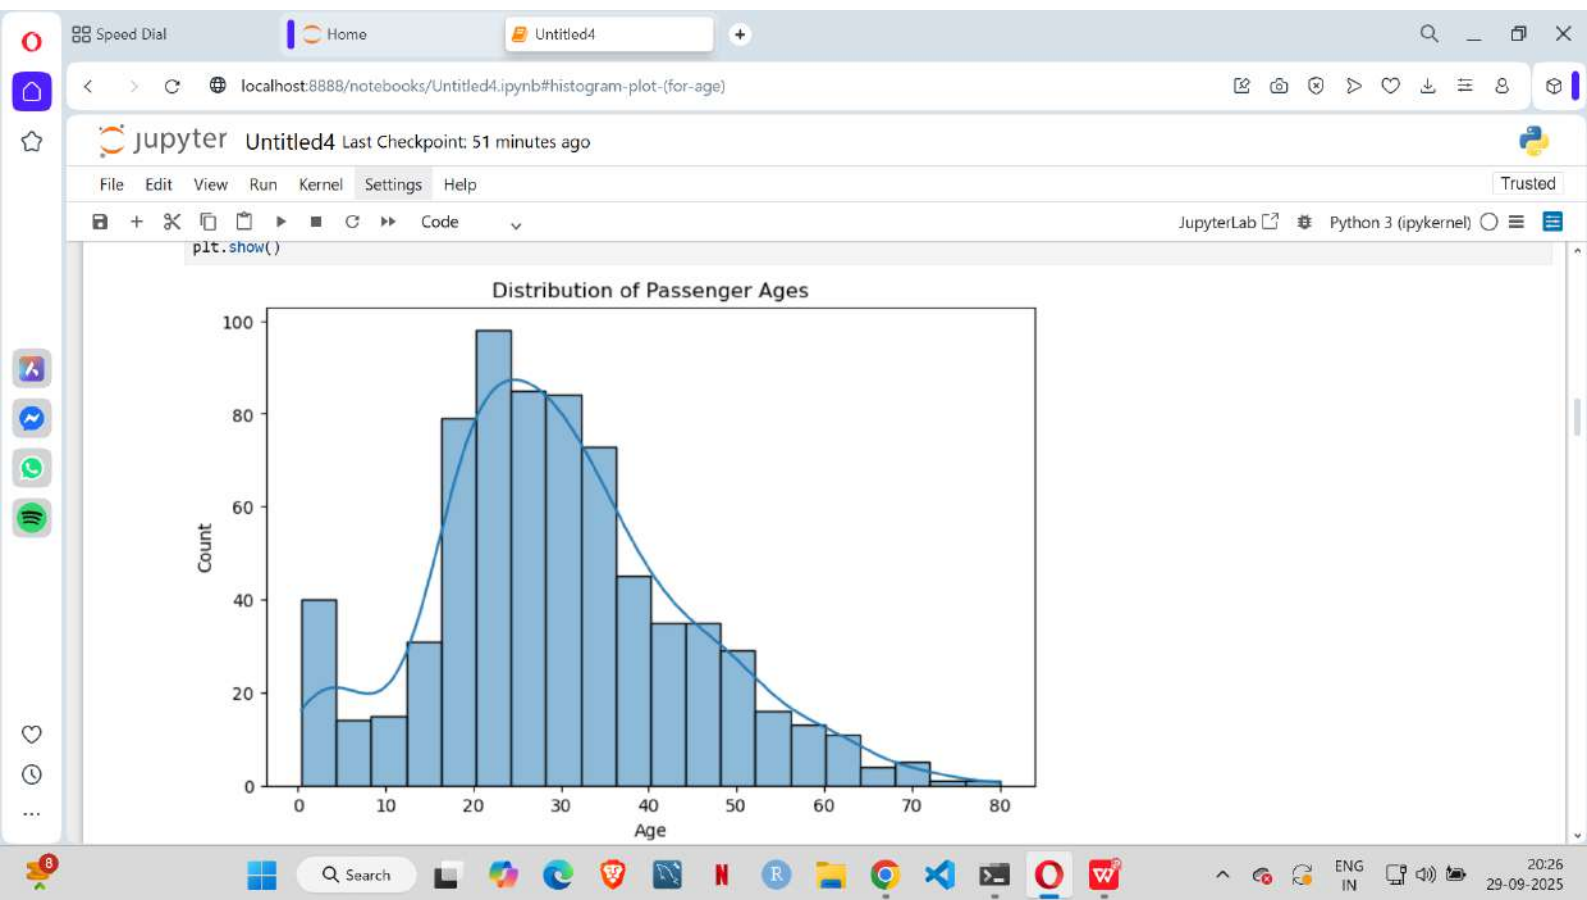 Speed Dial
Home
Untitled4
localhost:8888/notebooks/Untitled4.ipynb#histogram-plot-(for-age)
jupyter Untitled4 Last Checkpoint: 51 minutes ago
File Edit View Run Kernel Settings Help
Trusted
Code
JupyterLab
Python 3 (ipykernel)
plt.show()
Distribution of Passenger Ages
100
80
60
40
20
0
Count
0 10 20 30 40 50 60 70 80
Age
8
Search
N
R
W
ENG
IN
20:26
29-09-2025